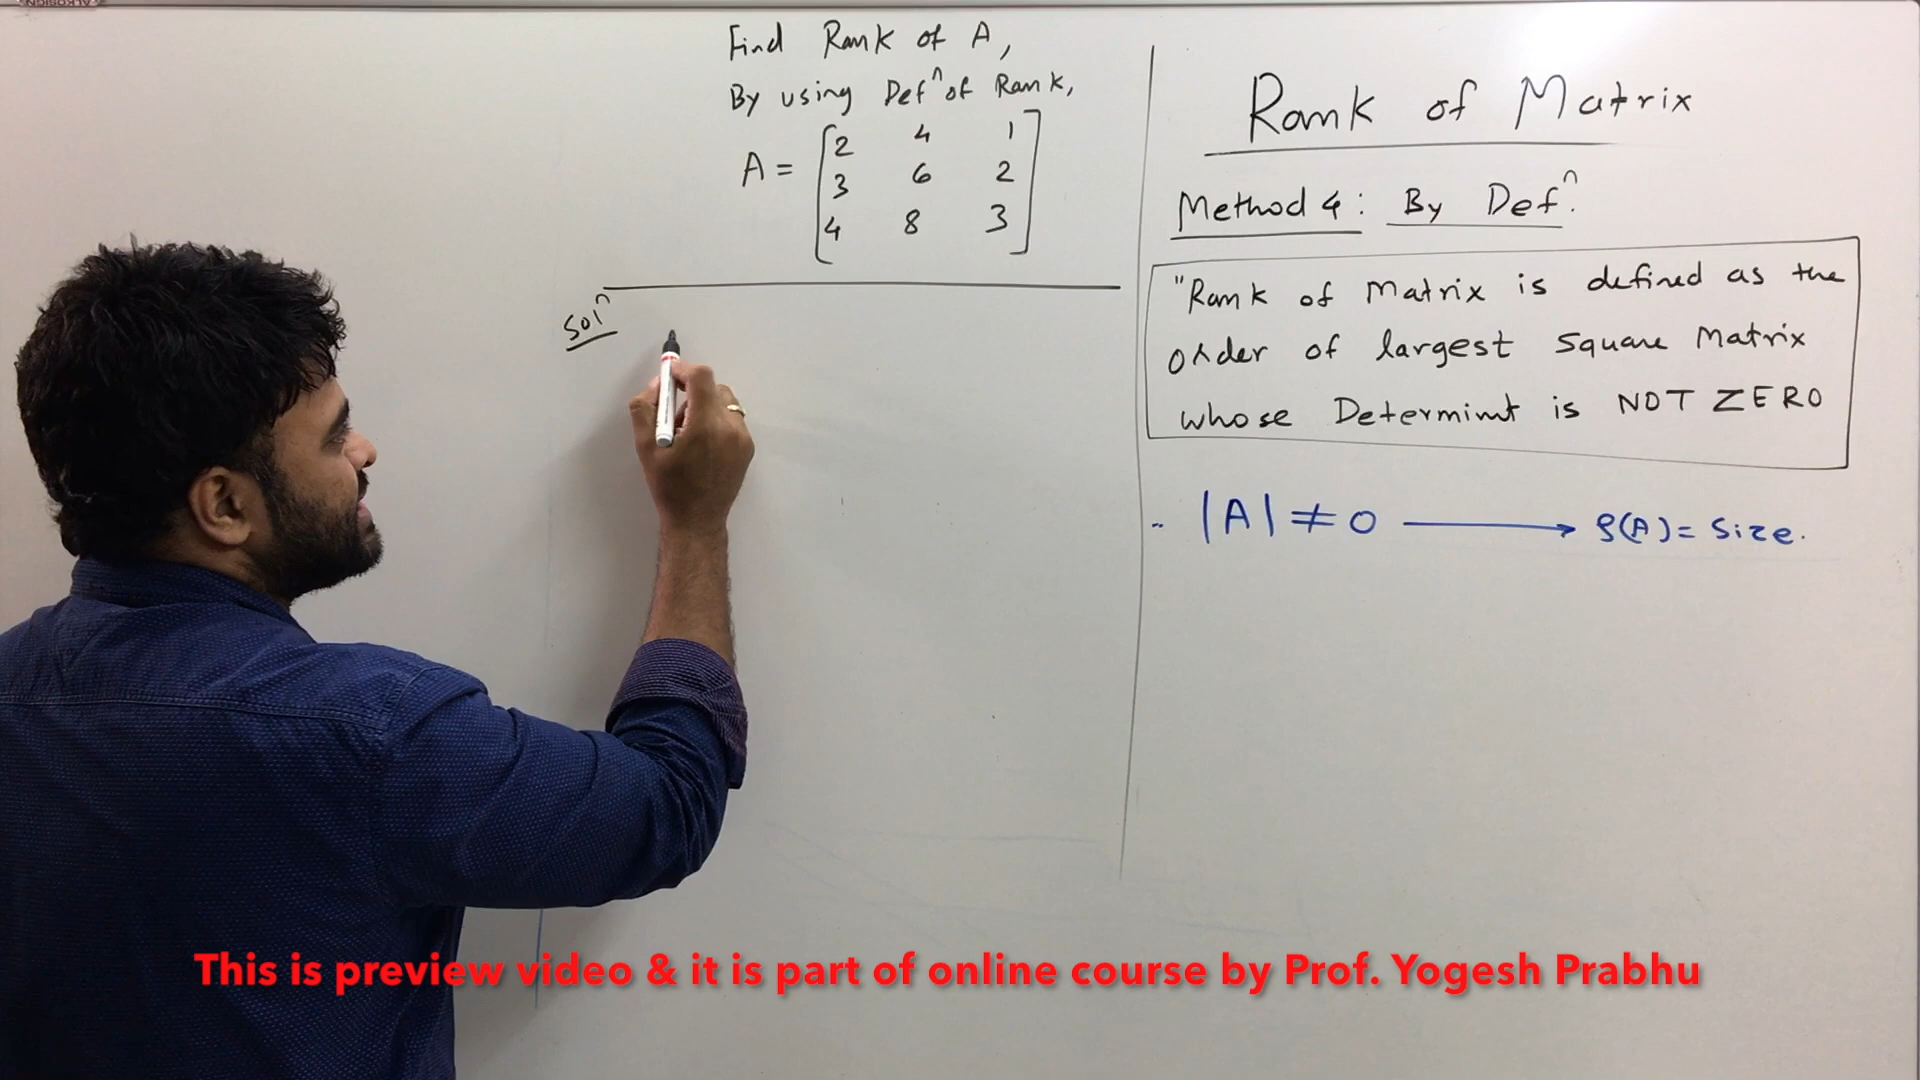 Find Rank of A,
By using Defⁿ of Rank,
A = [2 4 1
3 6 2
4 8 3]
Solⁿ
Rank of Matrix
Method 4: By Defⁿ.
"Rank of Matrix is defined as the
order of largest square Matrix
whose Determint is NOT ZERO
- |A| ≠ 0 → ρ(A) = Size.
This is preview video & it is part of online course by Prof. Yogesh Prabhu